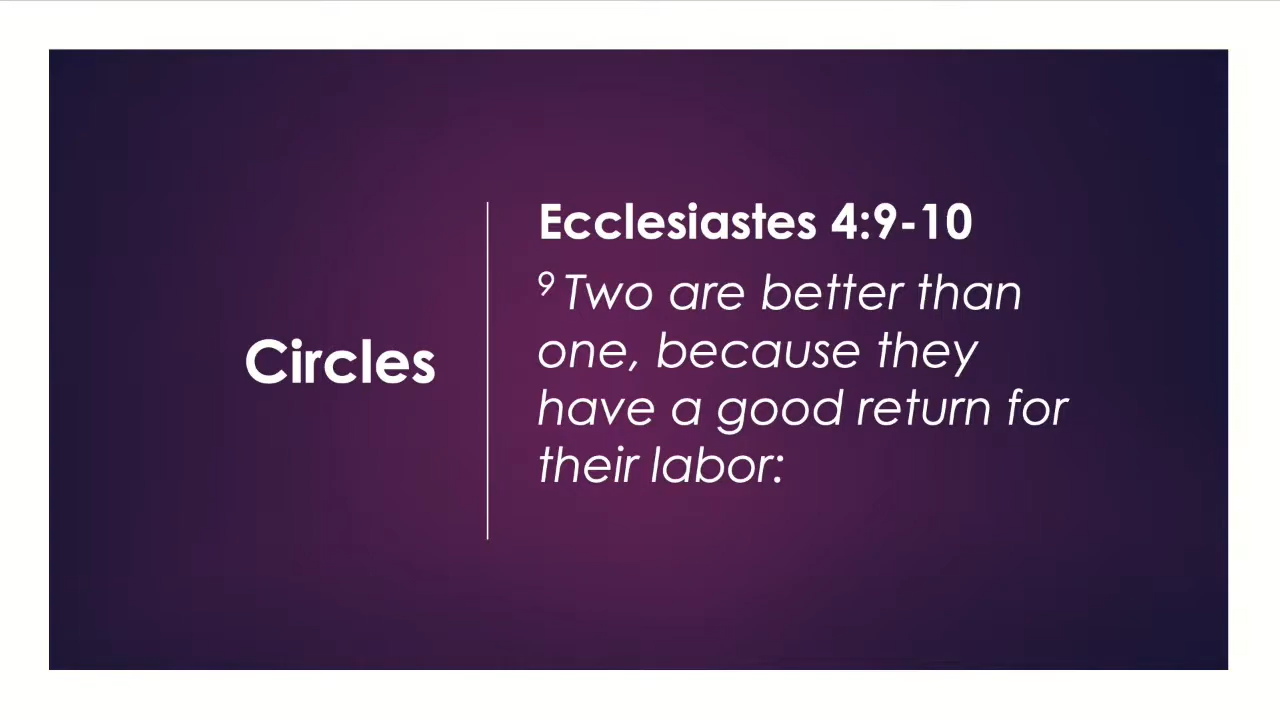 Circles
Ecclesiastes 4:9-10
⁹ Two are better than
one, because they
have a good return for
their labor: